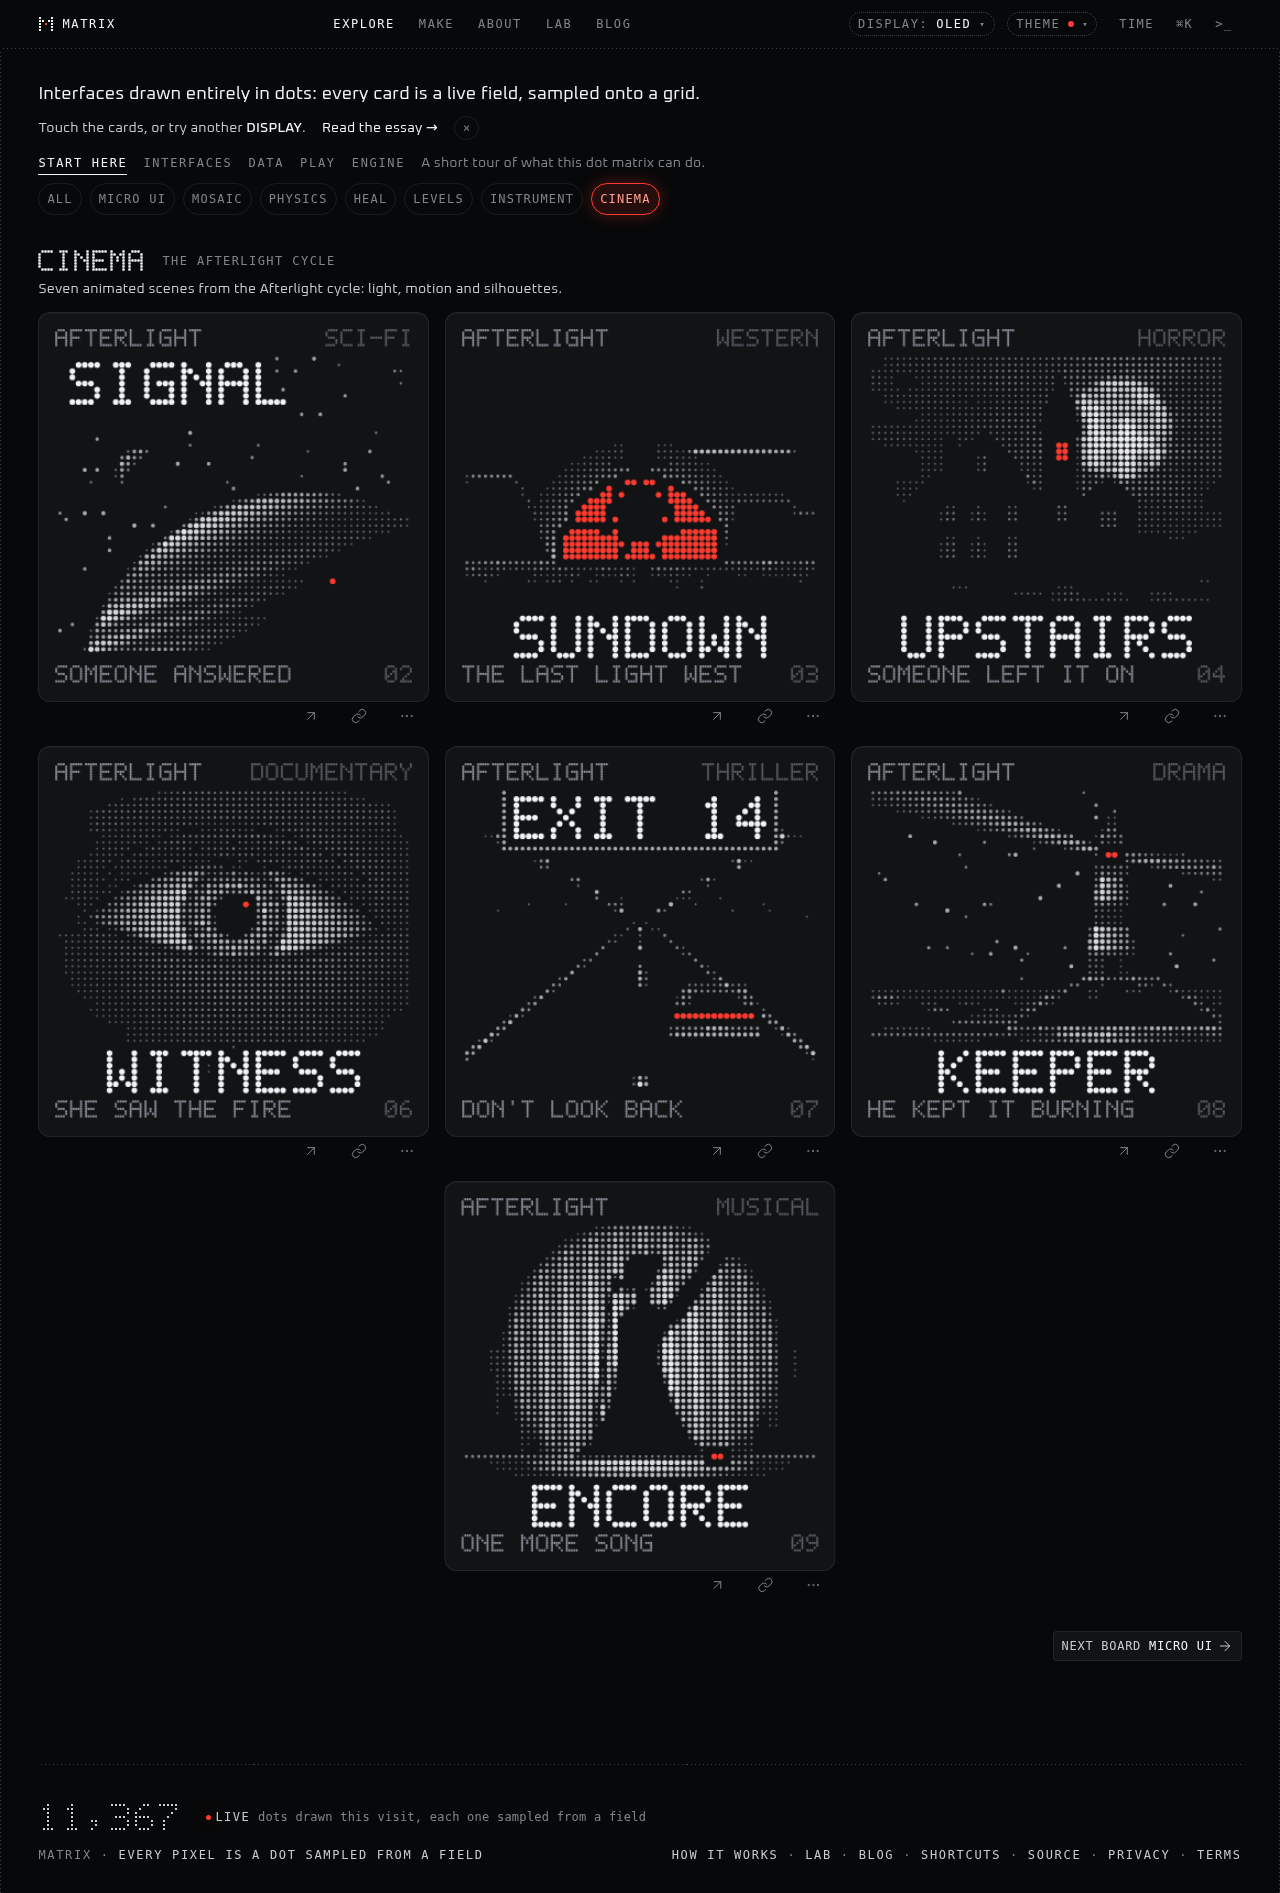 MATRIX EXPLORE MAKE ABOUT LAB BLOG DISPLAY: OLED ▾ THEME ▾ TIME ⌘K >_
Interfaces drawn entirely in dots: every card is a live field, sampled onto a grid.
Touch the cards, or try another DISPLAY. Read the essay → ×
START HERE INTERFACES DATA PLAY ENGINE A short tour of what this dot matrix can do.
ALL MICRO UI MOSAIC PHYSICS HEAL LEVELS INSTRUMENT CINEMA
CINEMA THE AFTERLIGHT CYCLE
Seven animated scenes from the Afterlight cycle: light, motion and silhouettes.
AFTERLIGHT SCI-FI
SIGNAL
SOMEONE ANSWERED 02
AFTERLIGHT WESTERN
SUNDOWN
THE LAST LIGHT WEST 03
AFTERLIGHT HORROR
UPSTAIRS
SOMEONE LEFT IT ON 04
AFTERLIGHT DOCUMENTARY
WITNESS
SHE SAW THE FIRE 06
AFTERLIGHT THRILLER
EXIT 14
DON'T LOOK BACK 07
AFTERLIGHT DRAMA
KEEPER
HE KEPT IT BURNING 08
AFTERLIGHT MUSICAL
ENCORE
ONE MORE SONG 09
NEXT BOARD MICRO UI →
11,367 LIVE dots drawn this visit, each one sampled from a field
MATRIX · EVERY PIXEL IS A DOT SAMPLED FROM A FIELD HOW IT WORKS · LAB · BLOG · SHORTCUTS · SOURCE · PRIVACY · TERMS